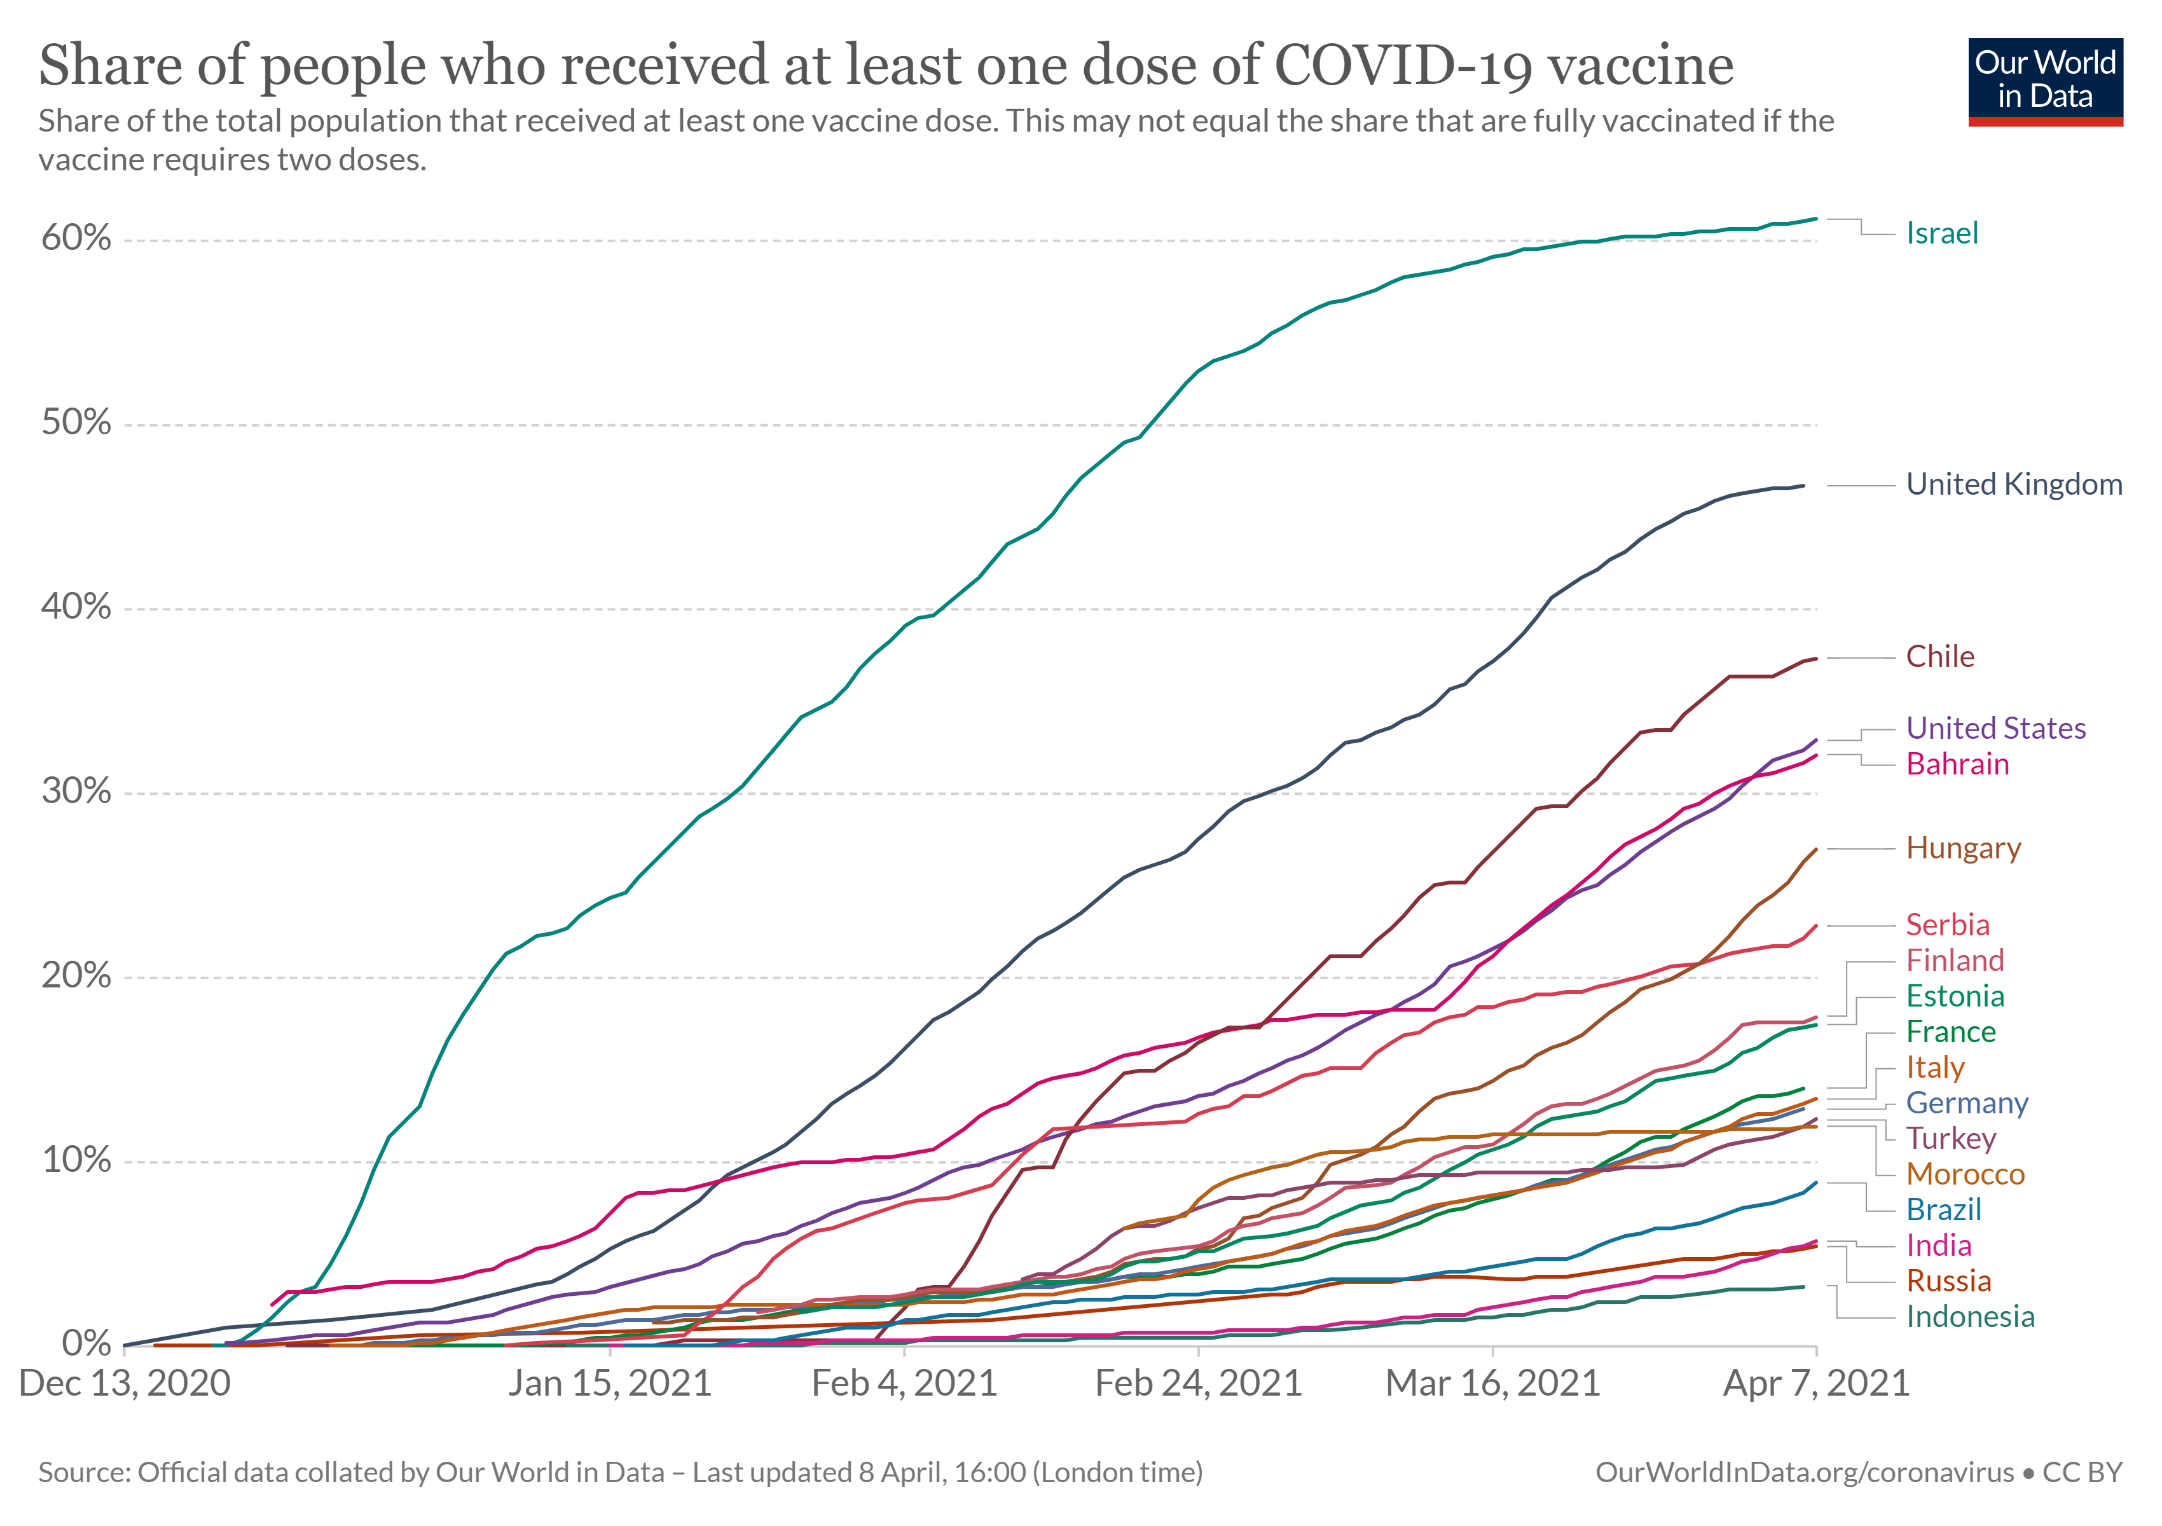 Share of people who received at least one dose of COVID-19 vaccine
Our World
in Data
Share of the total population that received at least one vaccine dose. This may not equal the share that are fully vaccinated if the
vaccine requires two doses.
60%
50%
40%
30%
20%
10%
0%
Israel
United Kingdom
Chile
United States
Bahrain
Hungary
Serbia
Finland
Estonia
France
Italy
Germany
Turkey
Morocco
Brazil
India
Russia
Indonesia
Dec 13, 2020
Jan 15, 2021
Feb 4, 2021
Feb 24, 2021
Mar 16, 2021
Apr 7, 2021
Source: Official data collated by Our World in Data – Last updated 8 April, 16:00 (London time)
OurWorldInData.org/coronavirus • CC BY